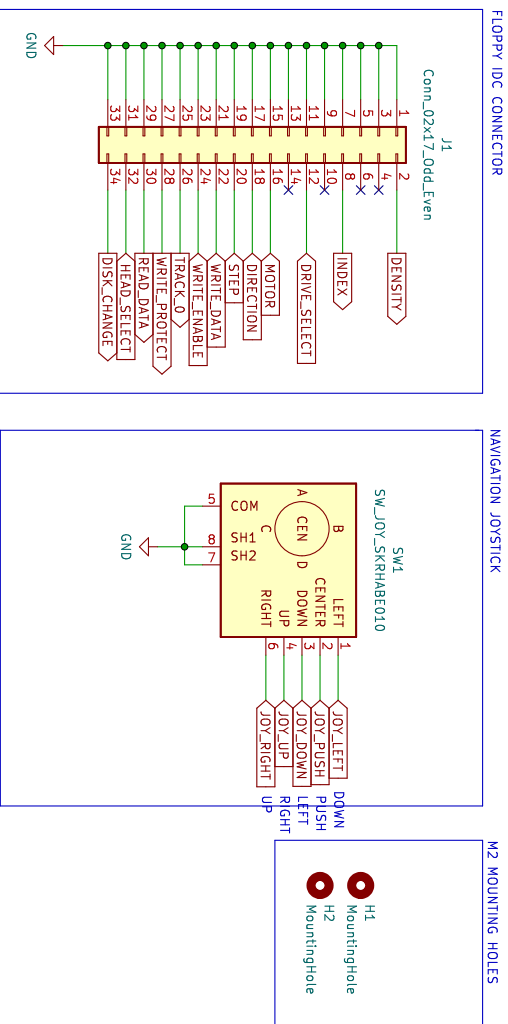 FLOPPY IDC CONNECTOR
J1
Conn_02x17_Odd_Even
GND
1 2 DENSITY
3 4
5 6
7 8 INDEX
9 10
11 12 DRIVE_SELECT
13 14
15 16 MOTOR
17 18 DIRECTION
19 20 STEP
21 22 WRITE_DATA
23 24 WRITE_ENABLE
25 26 TRACK_0
27 28 WRITE_PROTECT
29 30 READ_DATA
31 32 HEAD_SELECT
33 34 DISK_CHANGE
NAVIGATION JOYSTICK
SW1
SW_JOY_SKRHABE010
A
B
C
D
CEN
LEFT 1 JOY_LEFT DOWN
CENTER 2 JOY_PUSH PUSH
DOWN 3 JOY_DOWN LEFT
UP 4 JOY_UP RIGHT
RIGHT 6 JOY_RIGHT UP
5 COM
8 SH1
7 SH2
GND
M2 MOUNTING HOLES
H1
MountingHole
H2
MountingHole